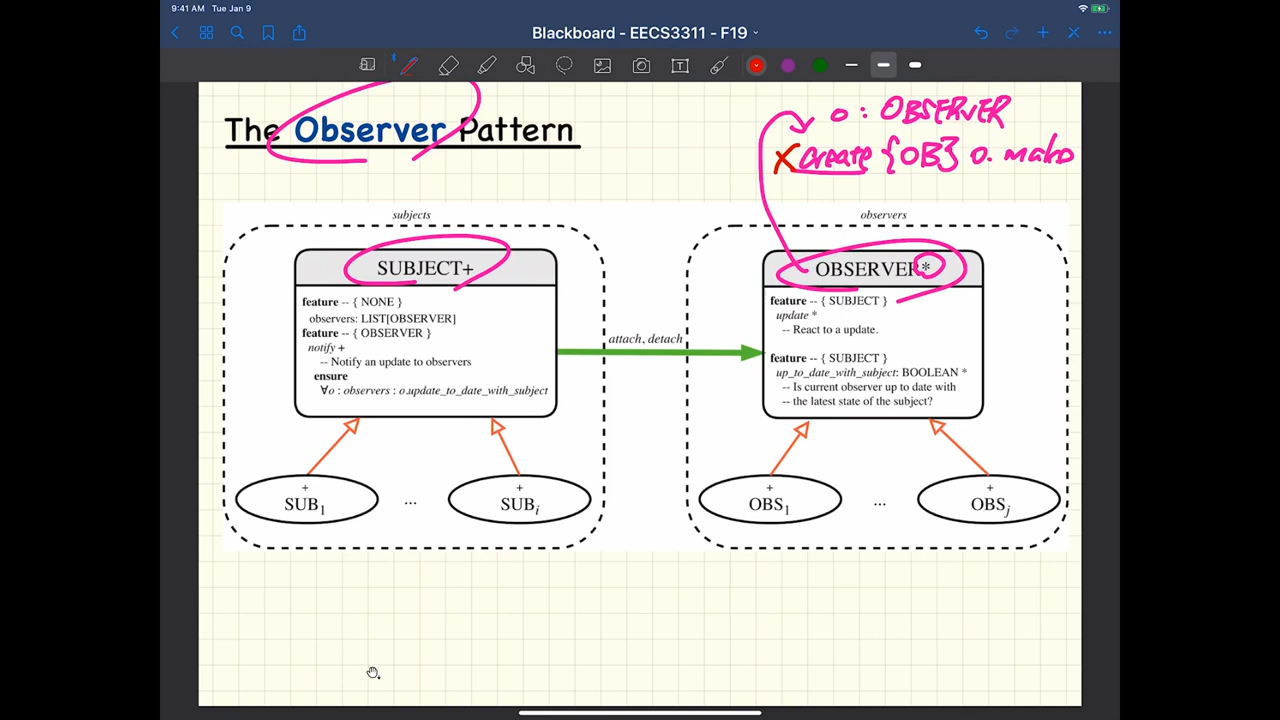 9:41 AM Tue Jan 9
Blackboard - EECS3311 - F19
The Observer Pattern
o : OBSERVER
X create {OB} o. make
subjects
observers
SUBJECT+
feature -- { NONE }
observers: LIST[OBSERVER]
feature -- { OBSERVER }
notify +
-- Notify an update to observers
ensure
∀o : observers : o.update_to_date_with_subject
attach, detach
OBSERVER*
feature -- { SUBJECT }
update *
-- React to a update.
feature -- { SUBJECT }
up_to_date_with_subject: BOOLEAN *
-- Is current observer up to date with
-- the latest state of the subject?
+
SUB1
...
+
SUBi
+
OBS1
...
+
OBSj